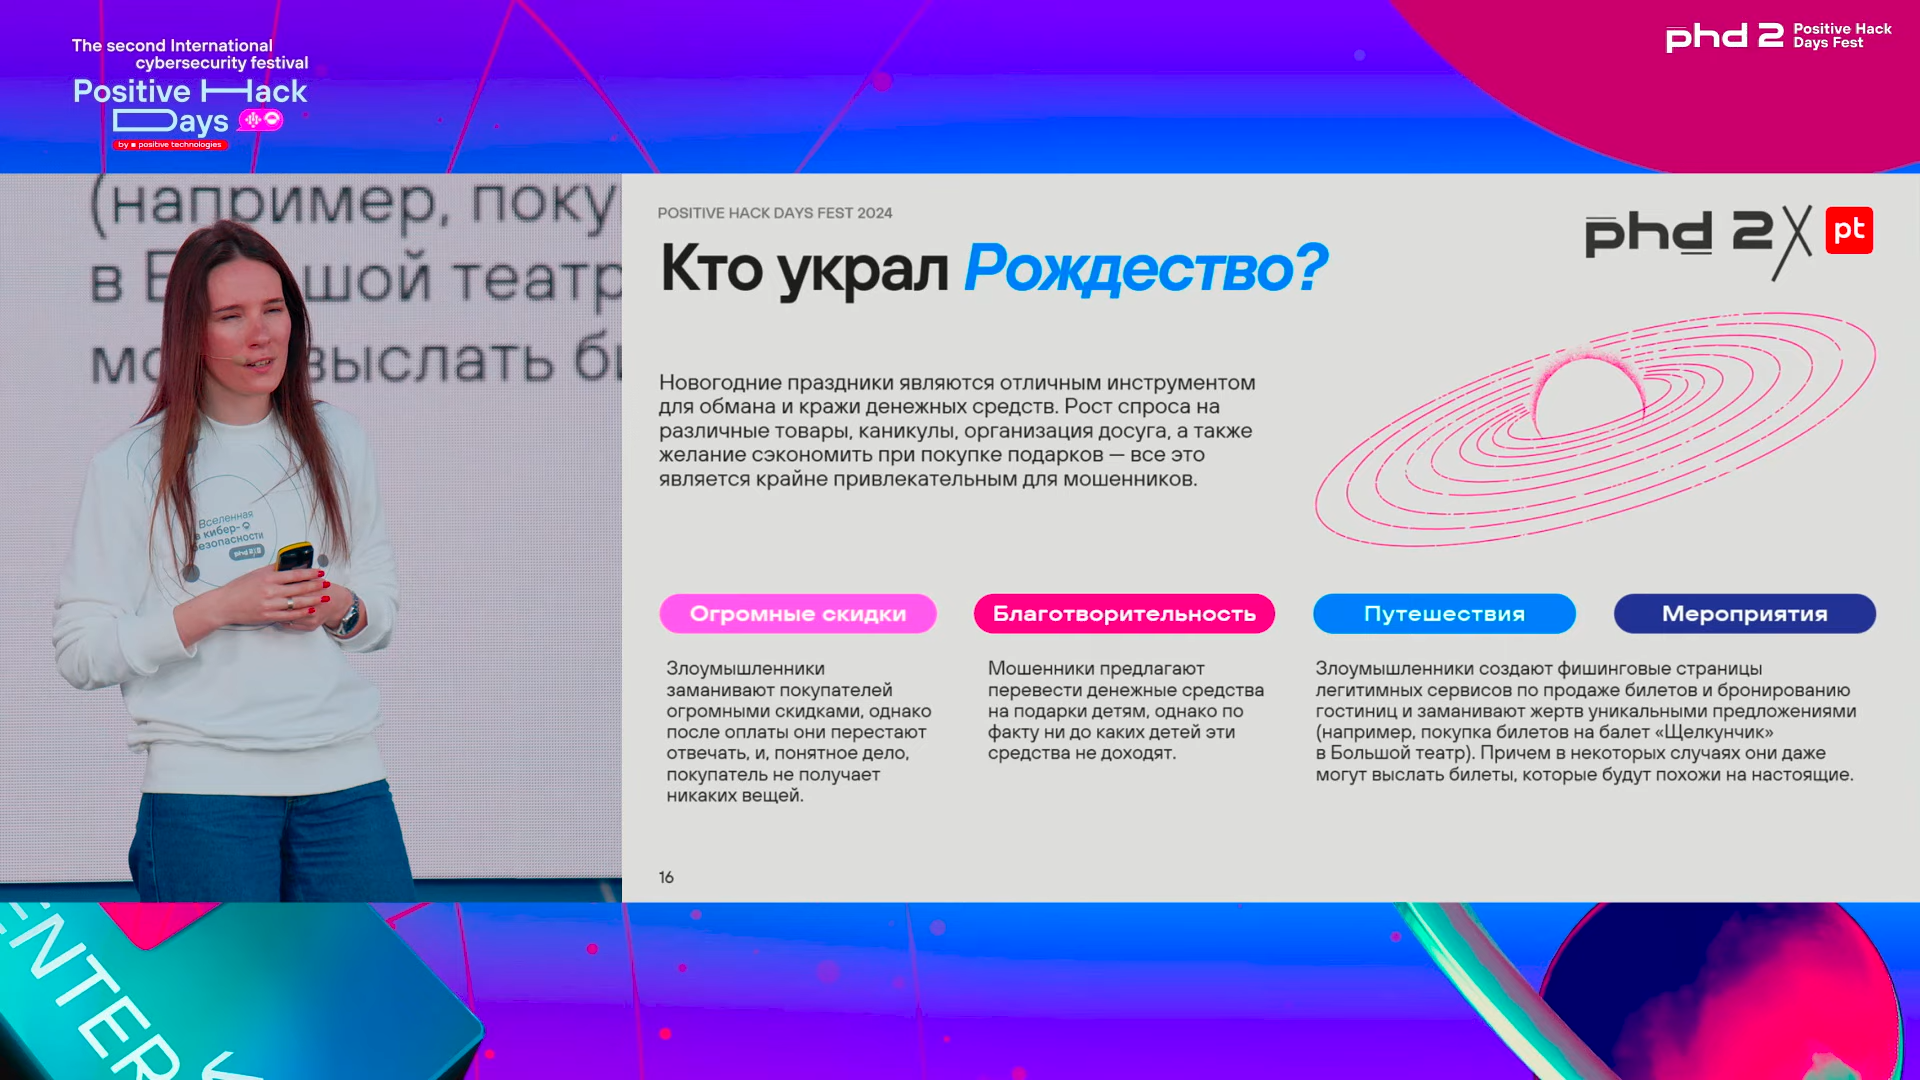 The second International
cybersecurity festival
Positive Hack
Days
by positive technologies
phd 2 Positive Hack
Days Fest
(например, поку
в Б шой театр
мо выслать б
Вселенная
в кибер-
безопасности
phd 2
POSITIVE HACK DAYS FEST 2024
Кто украл Рождество?
phd 2 pt
Новогодние праздники являются отличным инструментом
для обмана и кражи денежных средств. Рост спроса на
различные товары, каникулы, организация досуга, а также
желание сэкономить при покупке подарков — все это
является крайне привлекательным для мошенников.
Огромные скидки
Злоумышленники
заманивают покупателей
огромными скидками, однако
после оплаты они перестают
отвечать, и, понятное дело,
покупатель не получает
никаких вещей.
Благотворительность
Мошенники предлагают
перевести денежные средства
на подарки детям, однако по
факту ни до каких детей эти
средства не доходят.
Путешествия
Мероприятия
Злоумышленники создают фишинговые страницы
легитимных сервисов по продаже билетов и бронированию
гостиниц и заманивают жертв уникальными предложениями
(например, покупка билетов на балет «Щелкунчик»
в Большой театр). Причем в некоторых случаях они даже
могут выслать билеты, которые будут похожи на настоящие.
16
ENTER